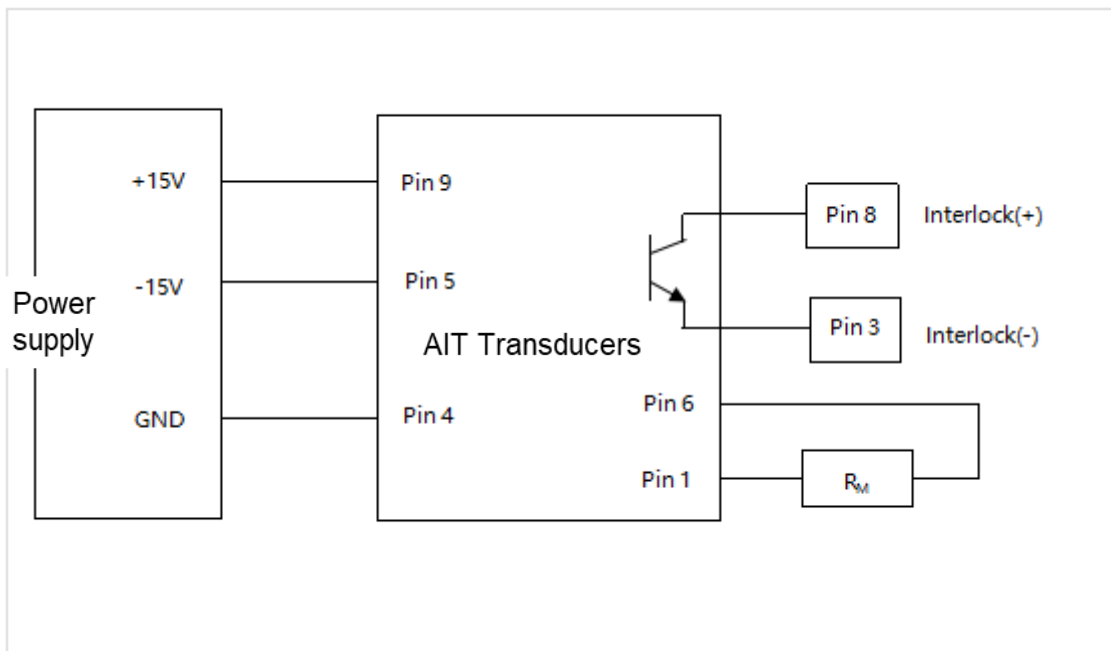 +15V
Pin 9
Pin 8
Interlock(+)
-15V
Pin 5
Power
supply
Pin 3
Interlock(-)
AIT Transducers
GND
Pin 4
Pin 6
Pin 1
RM